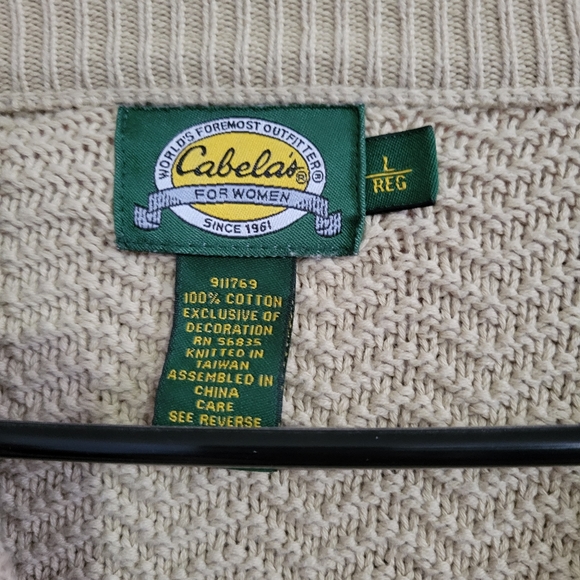 WORLD'S FOREMOST OUTFITTER®
Cabela's®
FOR WOMEN
SINCE 1961
L
REG
911769
100% COTTON
EXCLUSIVE OF
DECORATION
RN 56835
KNITTED IN
TAIWAN
ASSEMBLED IN
CHINA
CARE
SEE REVERSE